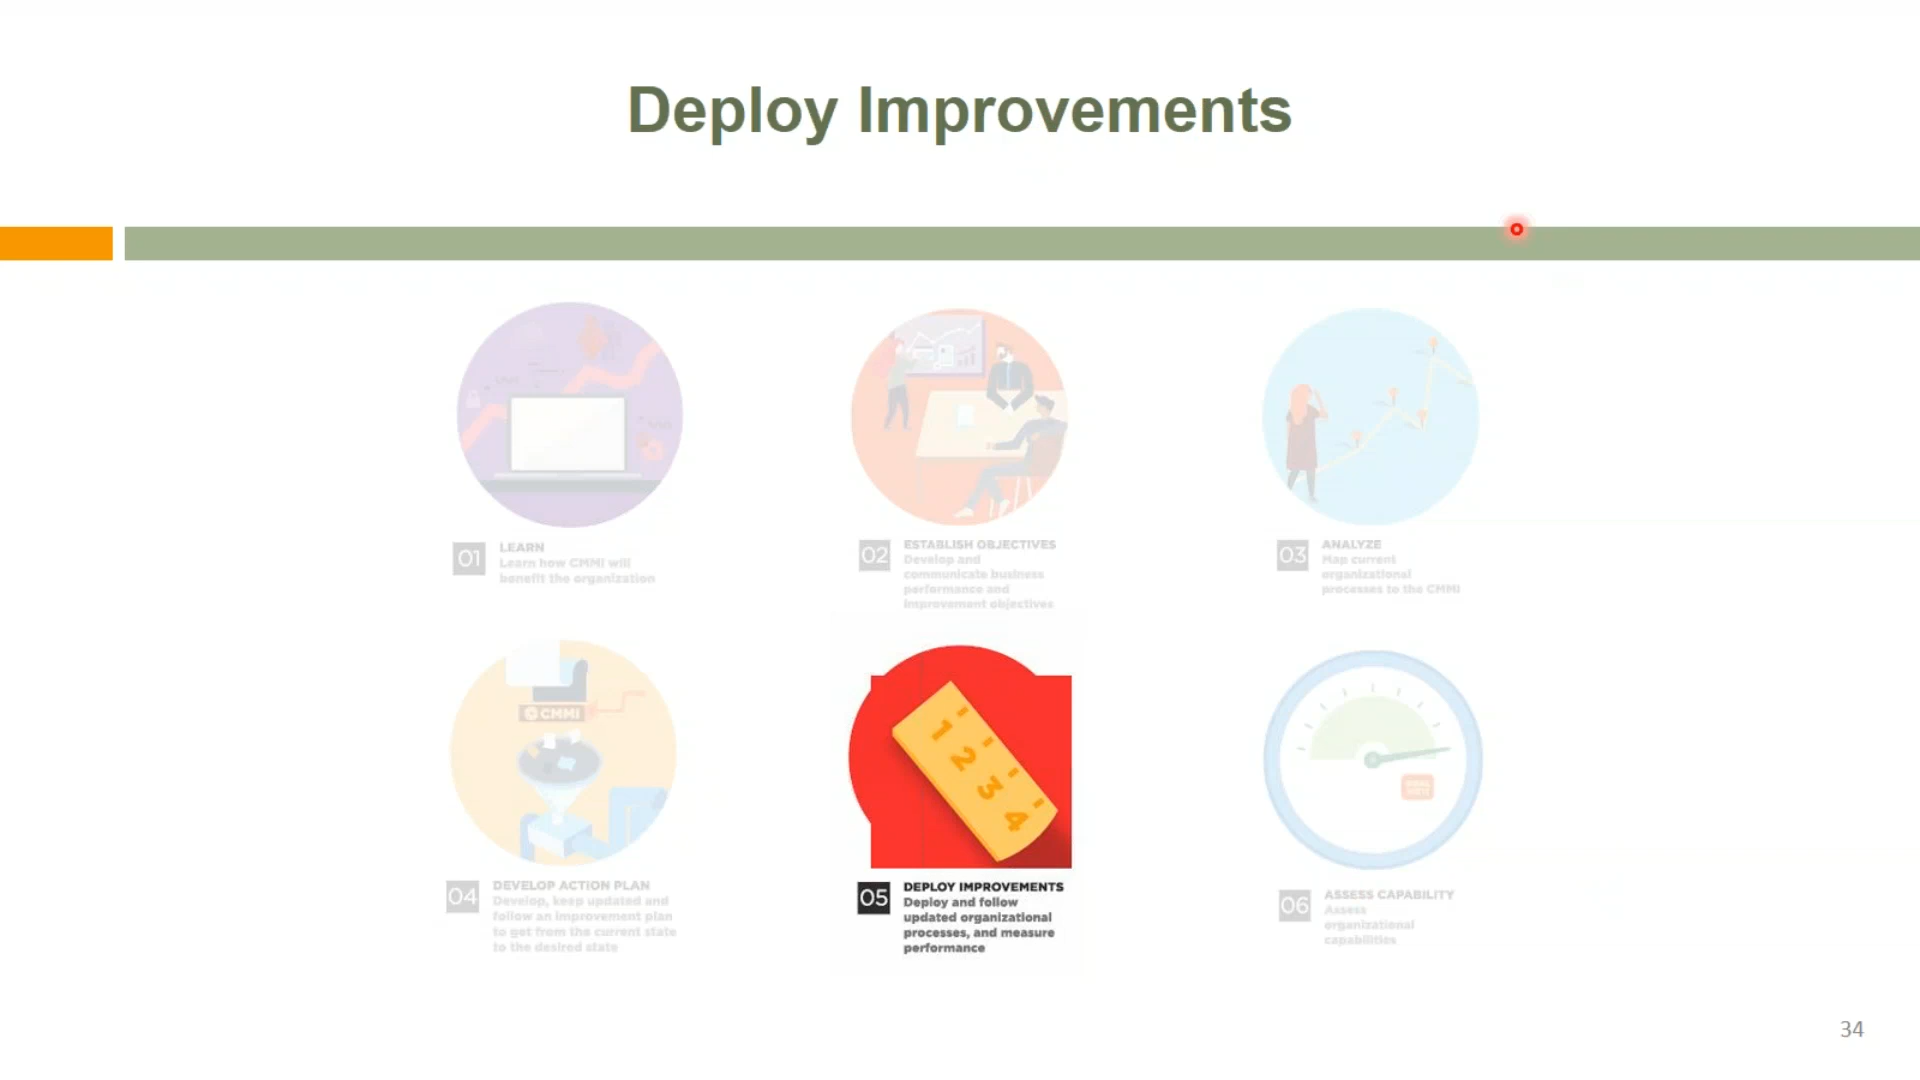 Deploy Improvements
01
LEARN
Learn how CMMI will
benefit the organization
02
ESTABLISH OBJECTIVES
Develop and
communicate business
performance and
improvement objectives
03
ANALYZE
Map current
organizational
processes to the CMMI
CMMI
04
DEVELOP ACTION PLAN
Develop, keep updated and
follow an improvement plan
to get from the current state
to the desired state
1
2
3
4
05
DEPLOY IMPROVEMENTS
Deploy and follow
updated organizational
processes, and measure
performance
06
ASSESS CAPABILITY
Assess
organizational
capabilities
34